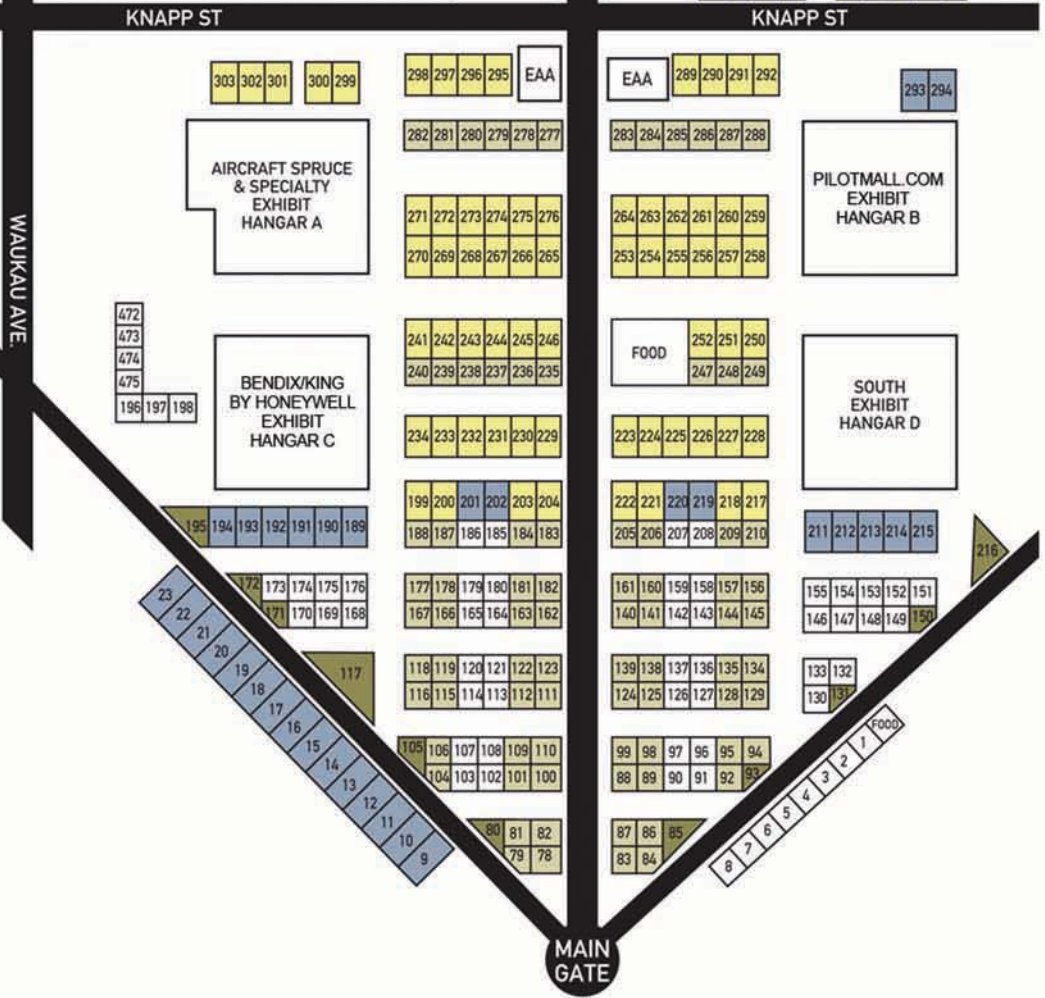 KNAPP ST KNAPP ST
303 302 301 300 299 298 297 296 295 EAA EAA 289 290 291 292 293 294
282 281 280 279 278 277 283 284 285 286 287 288
AIRCRAFT SPRUCE
& SPECIALTY
EXHIBIT
HANGAR A
PILOTMALL.COM
EXHIBIT
HANGAR B
271 272 273 274 275 276 264 263 262 261 260 259
270 269 268 267 266 265 253 254 255 256 257 258
WAUKAU AVE.
472
473
474
475
196 197 198
BENDIX/KING
BY HONEYWELL
EXHIBIT
HANGAR C
241 242 243 244 245 246 FOOD 252 251 250
240 239 238 237 236 235 247 248 249
SOUTH
EXHIBIT
HANGAR D
234 233 232 231 230 229 223 224 225 226 227 228
199 200 201 202 203 204 222 221 220 219 218 217
188 187 186 185 184 183 205 206 207 208 209 210
195 194 193 192 191 190 189 211 212 213 214 215 216
172 173 174 175 176 177 178 179 180 181 182 161 160 159 158 157 156 155 154 153 152 151
171 170 169 168 167 166 165 164 163 162 140 141 142 143 144 145 146 147 148 149 150
117 118 119 120 121 122 123 139 138 137 136 135 134 133 132
116 115 114 113 112 111 124 125 126 127 128 129 130 131
105 106 107 108 109 110 99 98 97 96 95 94
104 103 102 101 100 88 89 90 91 92 93
80 81 82 87 86 85
79 78 83 84
23
22
21
20
19
18
17
16
15
14
13
12
11
10
9
FOOD
1
2
3
4
5
6
7
8
MAIN
GATE